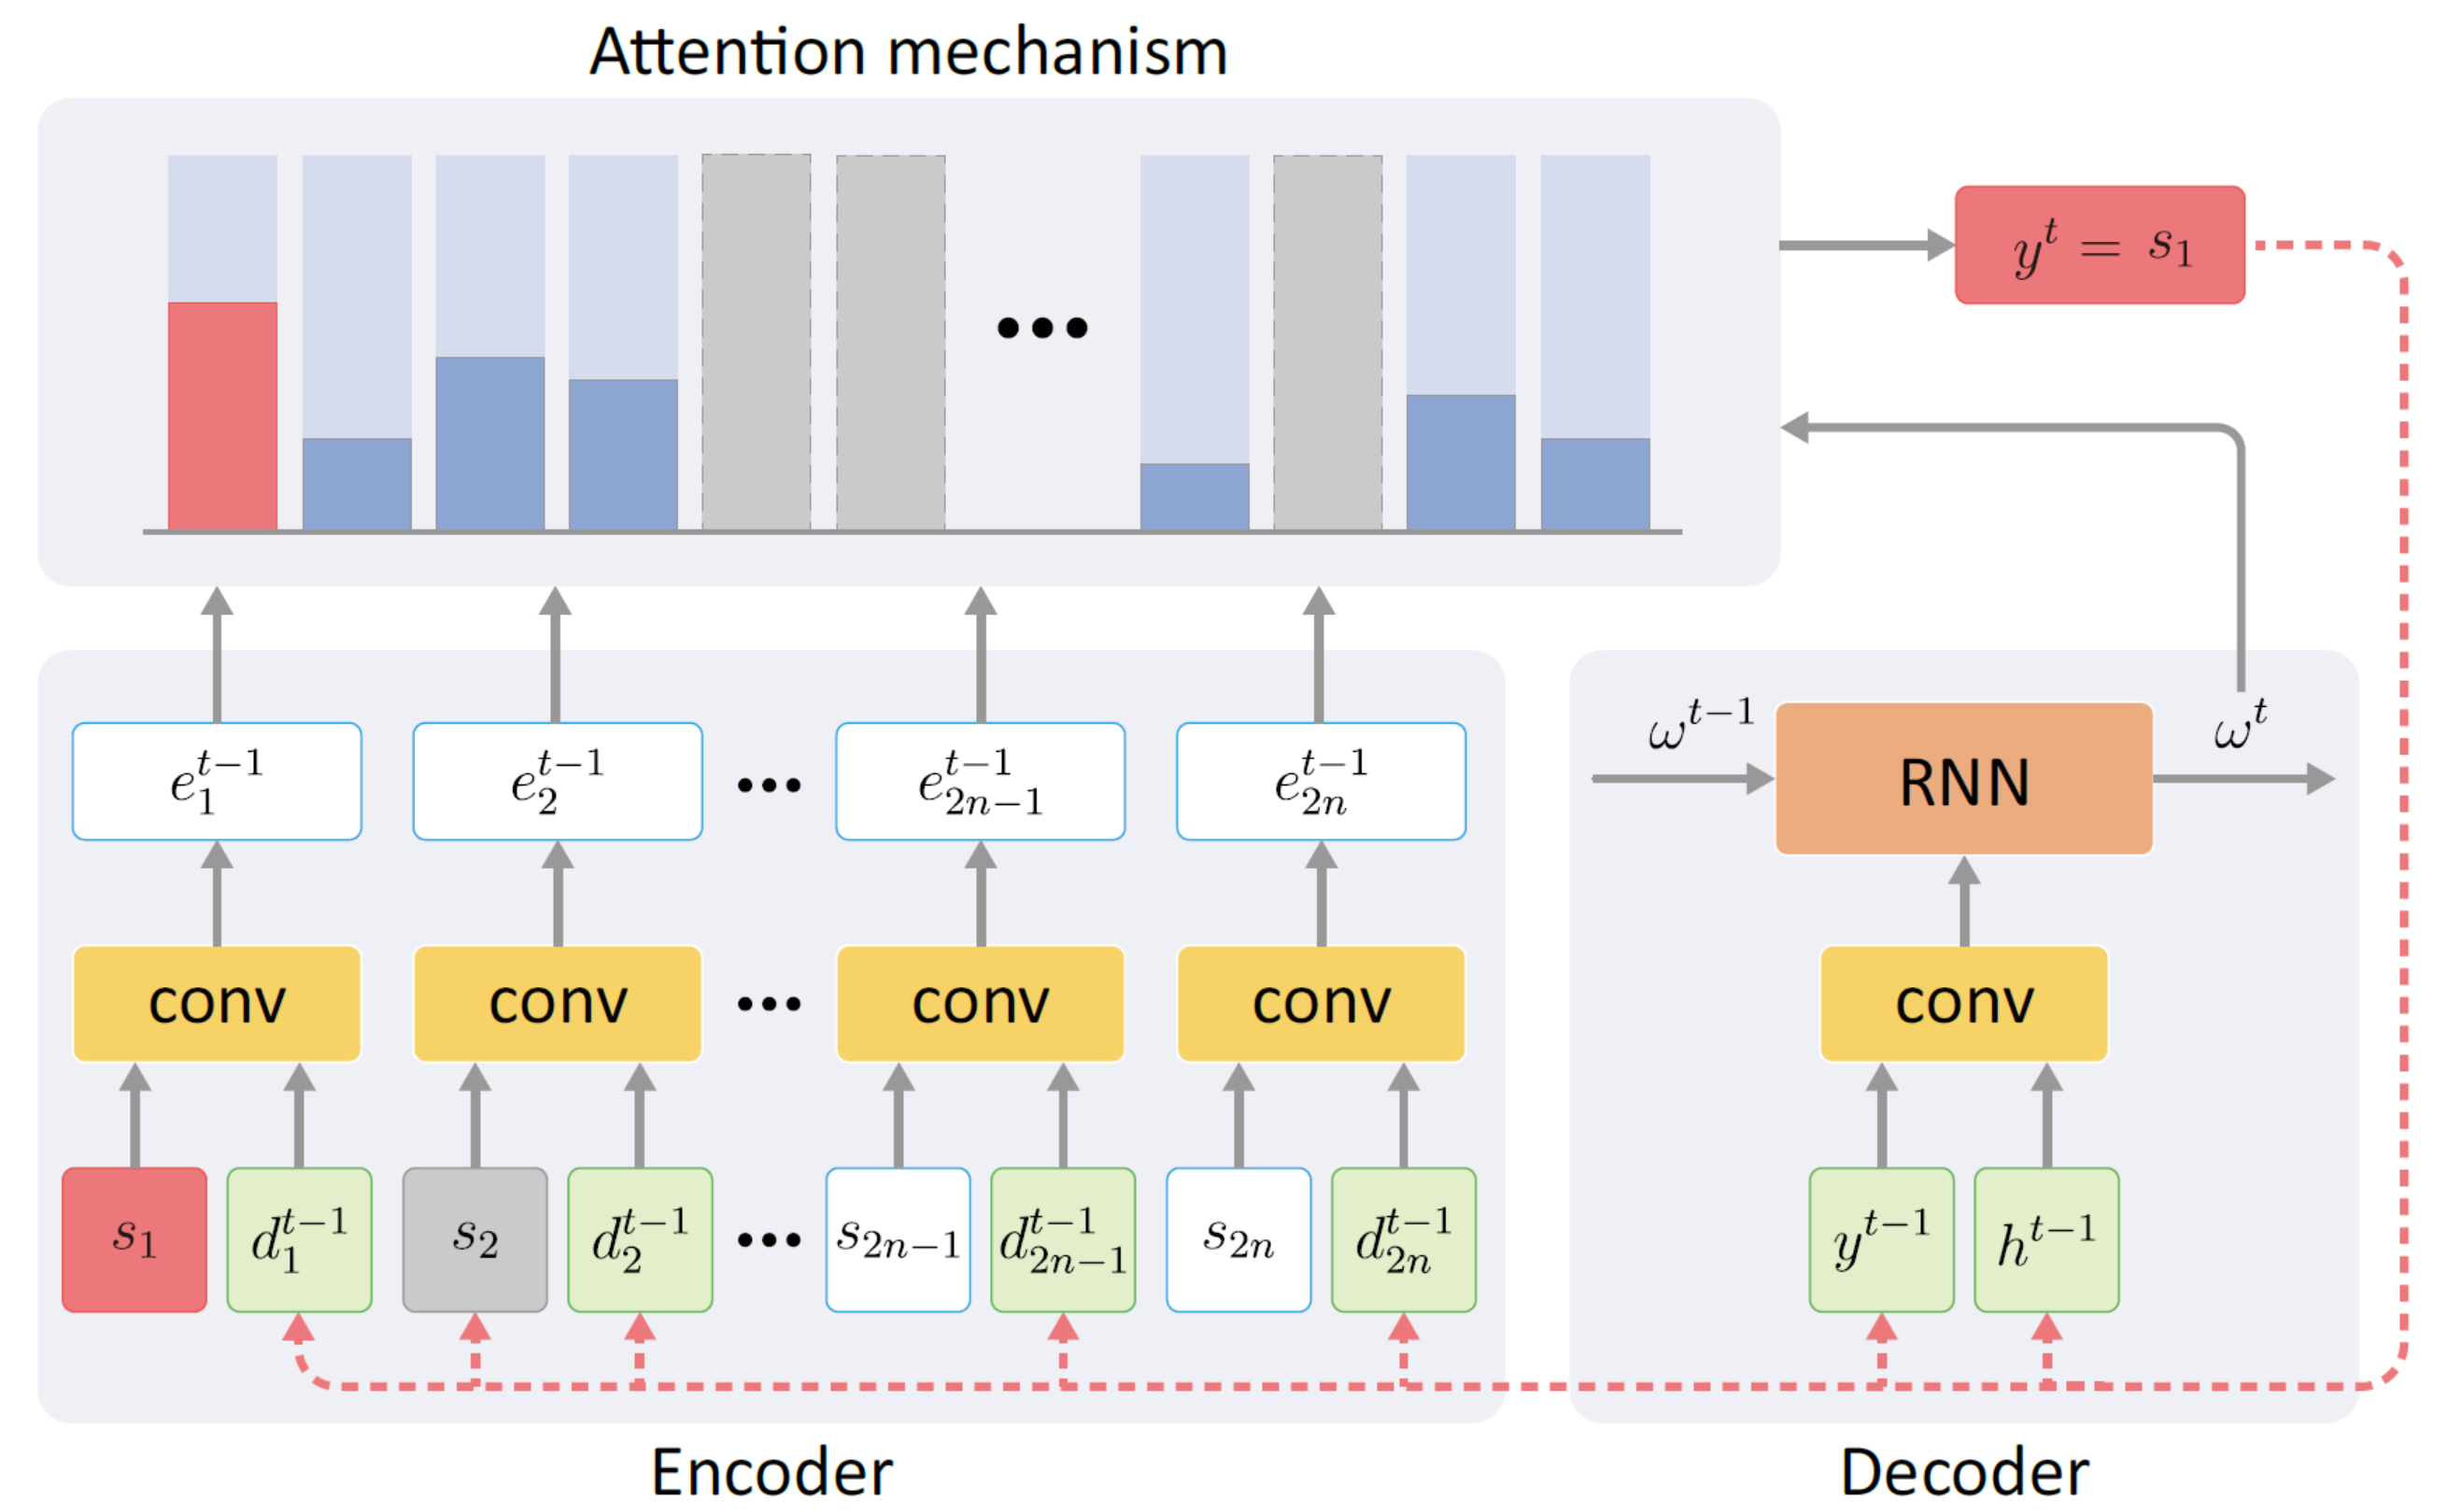 Attention mechanism
y^t = s_1
ω^{t-1}
RNN
ω^t
e_1^{t-1}
e_2^{t-1}
•••
e_{2n-1}^{t-1}
e_{2n}^{t-1}
conv
conv
•••
conv
conv
conv
s_1
d_1^{t-1}
s_2
d_2^{t-1}
•••
s_{2n-1}
d_{2n-1}^{t-1}
s_{2n}
d_{2n}^{t-1}
y^{t-1}
h^{t-1}
Encoder
Decoder